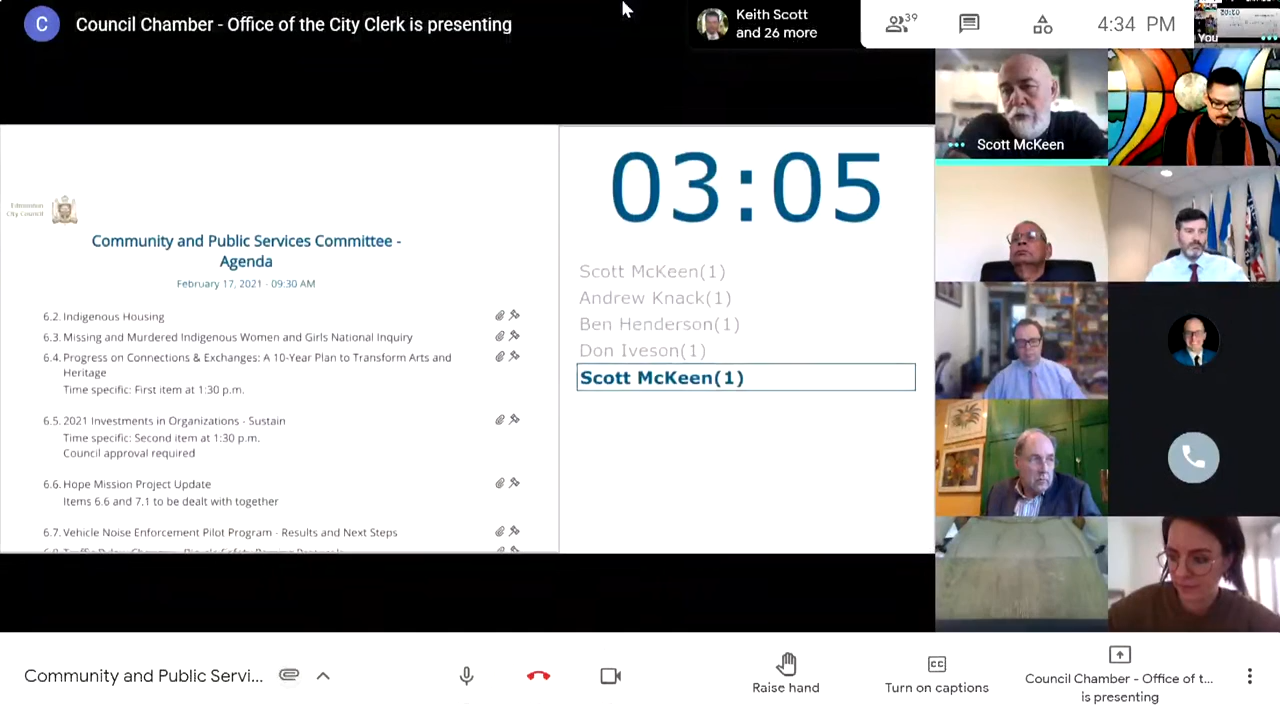 C
Council Chamber - Office of the City Clerk is presenting
Keith Scott
and 26 more
39
4:34 PM
You
Scott McKeen
Edmonton
City Council
Community and Public Services Committee -
Agenda
February 17, 2021 - 09:30 AM
6.2. Indigenous Housing
6.3. Missing and Murdered Indigenous Women and Girls National Inquiry
6.4. Progress on Connections & Exchanges: A 10-Year Plan to Transform Arts and
Heritage
Time specific: First item at 1:30 p.m.
6.5. 2021 Investments in Organizations - Sustain
Time specific: Second item at 1:30 p.m.
Council approval required
6.6. Hope Mission Project Update
Items 6.6 and 7.1 to be dealt with together
6.7. Vehicle Noise Enforcement Pilot Program - Results and Next Steps
03:05
Scott McKeen(1)
Andrew Knack(1)
Ben Henderson(1)
Don Iveson(1)
Scott McKeen(1)
Community and Public Servi...
Raise hand
CC
Turn on captions
Council Chamber - Office of t...
is presenting